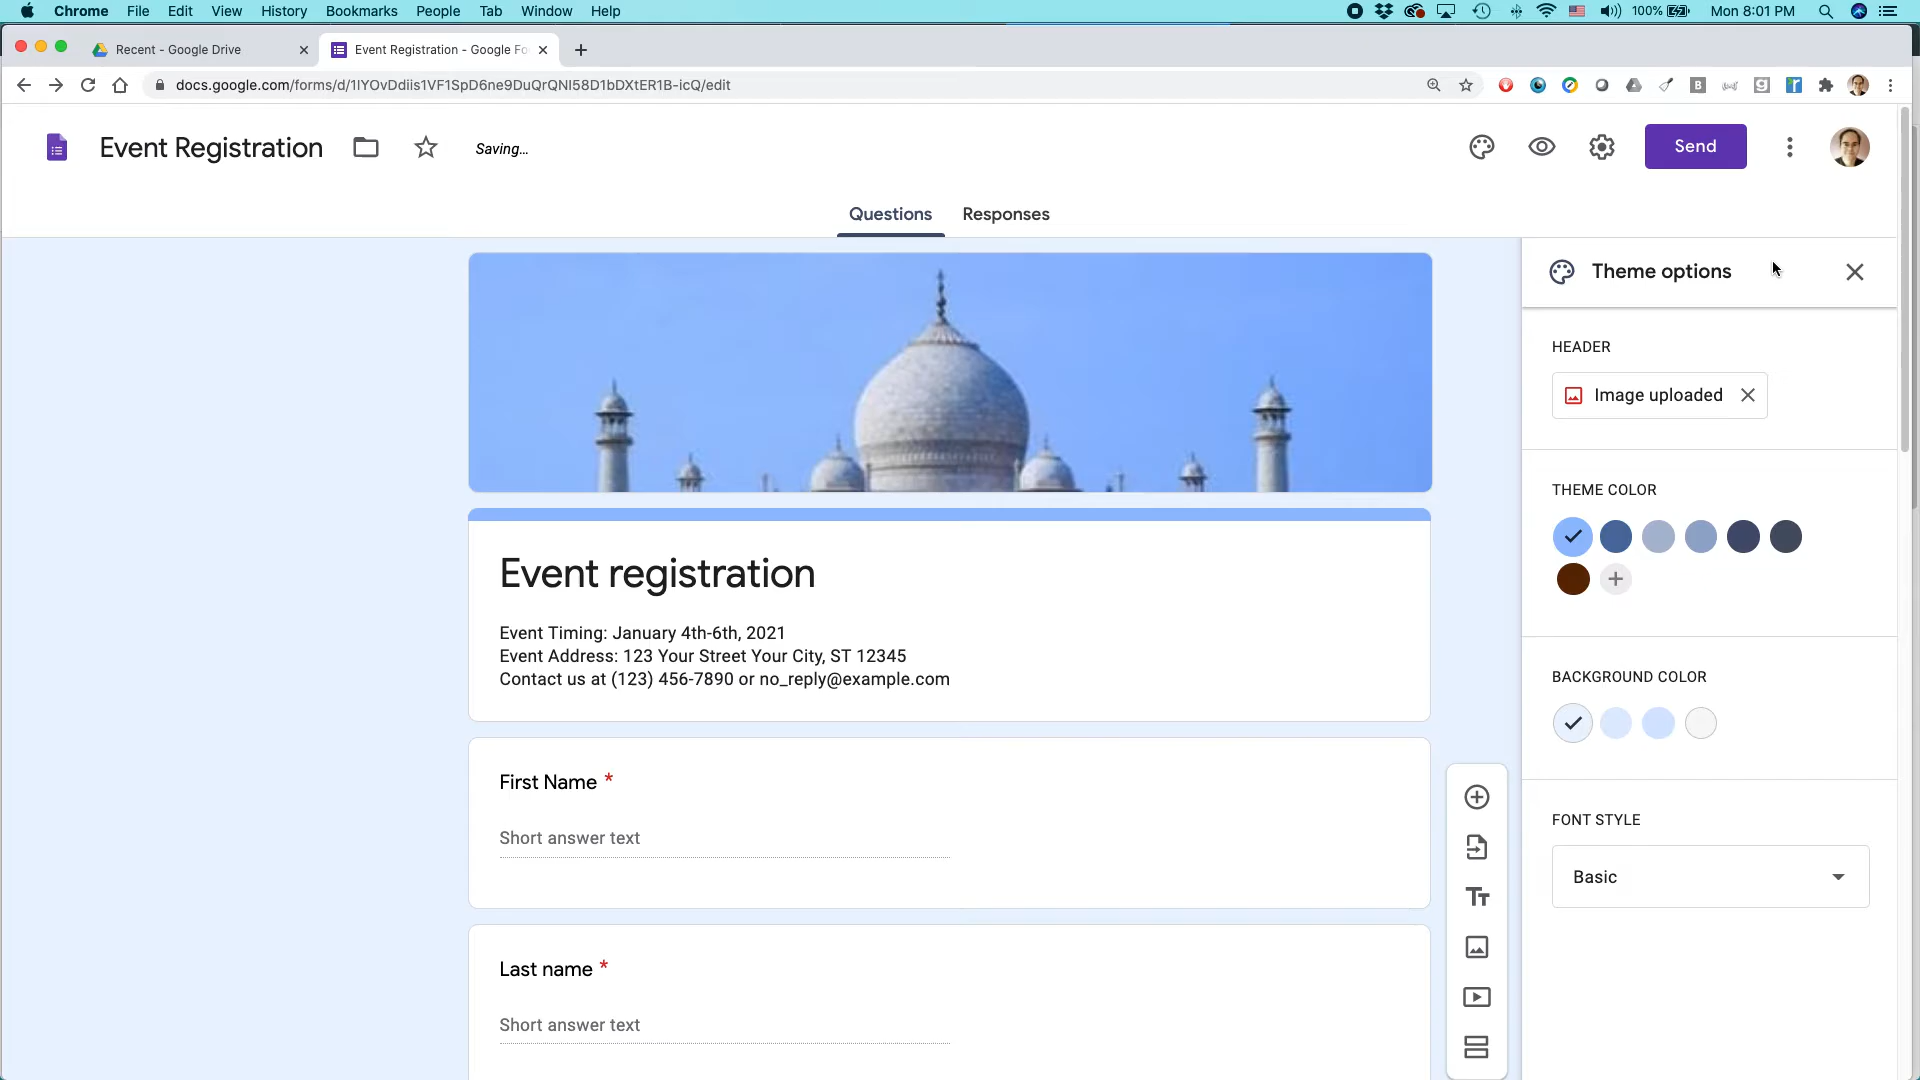 Chrome File Edit View History Bookmarks People Tab Window Help 100% Mon 8:01 PM
Recent - Google Drive Event Registration - Google Fo
docs.google.com/forms/d/1IYOvDdiis1VF1SpD6ne9DuQrQNI58D1bDXtER1B-icQ/edit
Event Registration Saving... Send
Questions Responses
Theme options
HEADER
Image uploaded
THEME COLOR
BACKGROUND COLOR
FONT STYLE
Basic
Event registration
Event Timing: January 4th-6th, 2021
Event Address: 123 Your Street Your City, ST 12345
Contact us at (123) 456-7890 or no_reply@example.com
First Name *
Short answer text
Last name *
Short answer text
Tт